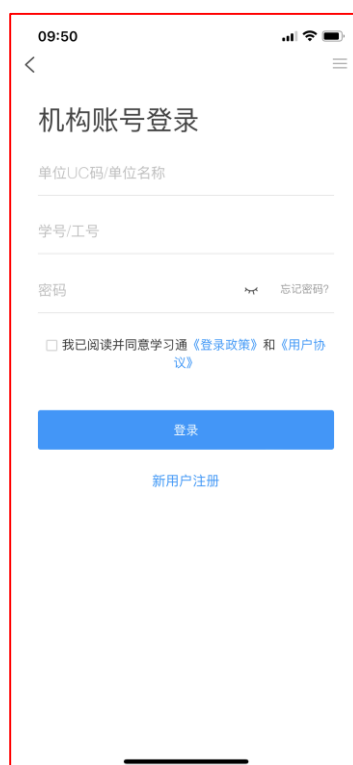 09:50
机构账号登录
单位UC码/单位名称
学号/工号
密码
忘记密码?
我已阅读并同意学习通《登录政策》和《用户协
议》
登录
新用户注册